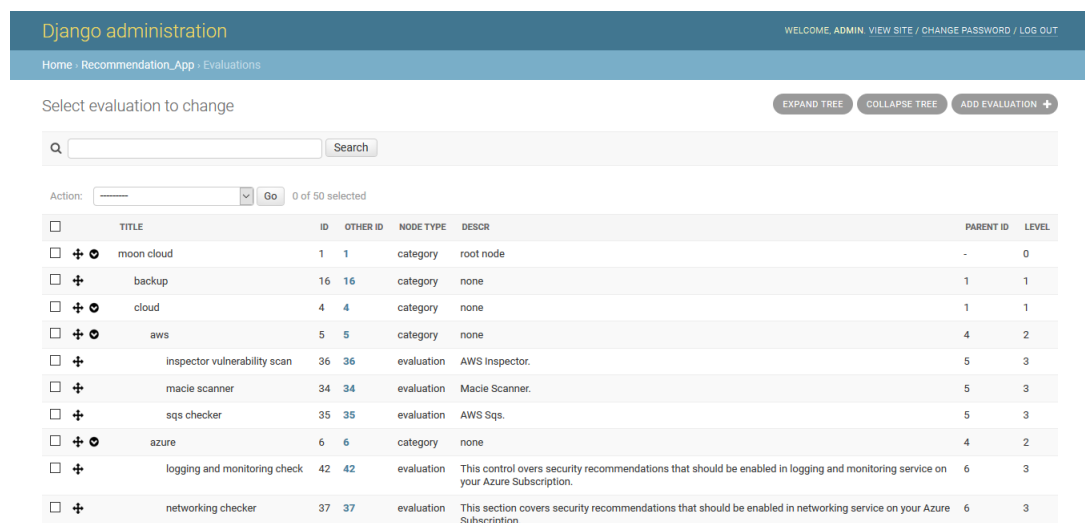 Django administration
WELCOME, ADMIN. VIEW SITE / CHANGE PASSWORD / LOG OUT
Home › Recommendation_App › Evaluations
Select evaluation to change
EXPAND TREE COLLAPSE TREE ADD EVALUATION +
Search
Action: --------- Go 0 of 50 selected
TITLE ID OTHER ID NODE TYPE DESCR PARENT ID LEVEL
moon cloud 1 1 category root node - 0
backup 16 16 category none 1 1
cloud 4 4 category none 1 1
aws 5 5 category none 4 2
inspector vulnerability scan 36 36 evaluation AWS Inspector. 5 3
macie scanner 34 34 evaluation Macie Scanner. 5 3
sqs checker 35 35 evaluation AWS Sqs. 5 3
azure 6 6 category none 4 2
logging and monitoring check 42 42 evaluation This control overs security recommendations that should be enabled in logging and monitoring service on 6 3
your Azure Subscription.
networking checker 37 37 evaluation This section covers security recommendations that should be enabled in networking service on your Azure 6 3
Subscription.